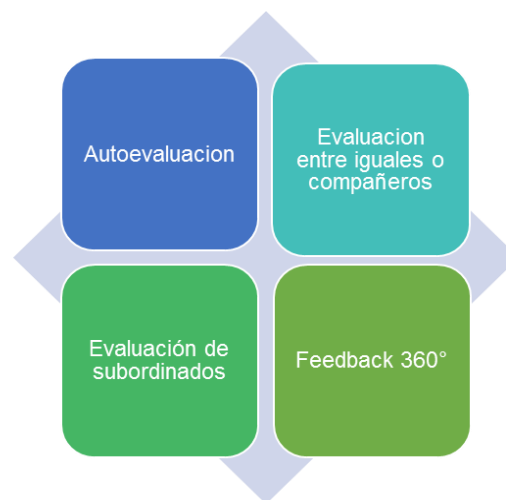 Autoevaluacion
Evaluacion
entre iguales o
compañeros
Evaluación de
subordinados
Feedback 360°